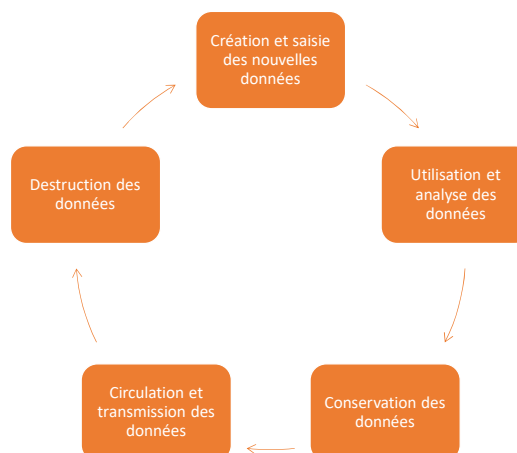 Création et saisie
des nouvelles
données
Utilisation et
analyse des
données
Conservation des
données
Circulation et
transmission des
données
Destruction des
données